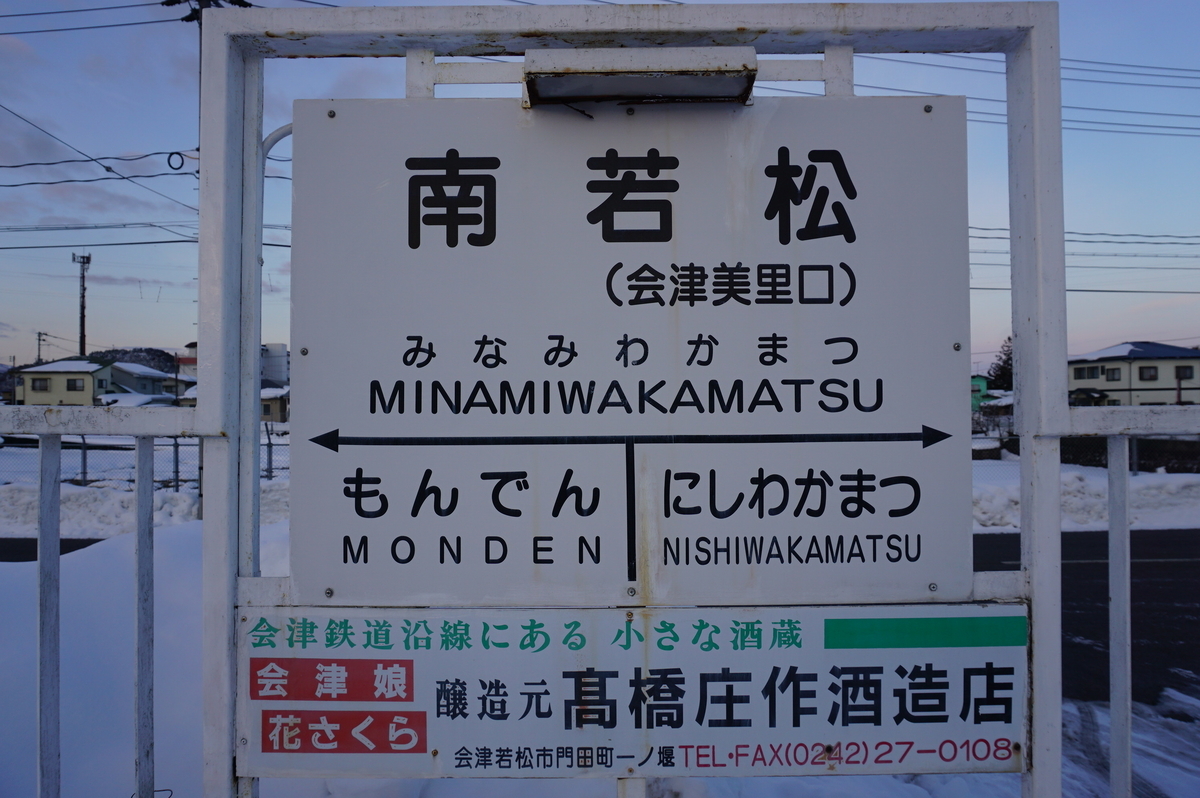 南若松
(会津美里口)
みなみわかまつ
MINAMIWAKAMATSU
もんでん にしわかまつ
MONDEN NISHIWAKAMATSU
会津鉄道沿線にある 小さな酒蔵
会津娘
花さくら
醸造元 髙橋庄作酒造店
会津若松市門田町一ノ堰 TEL・FAX(0242)27-0108